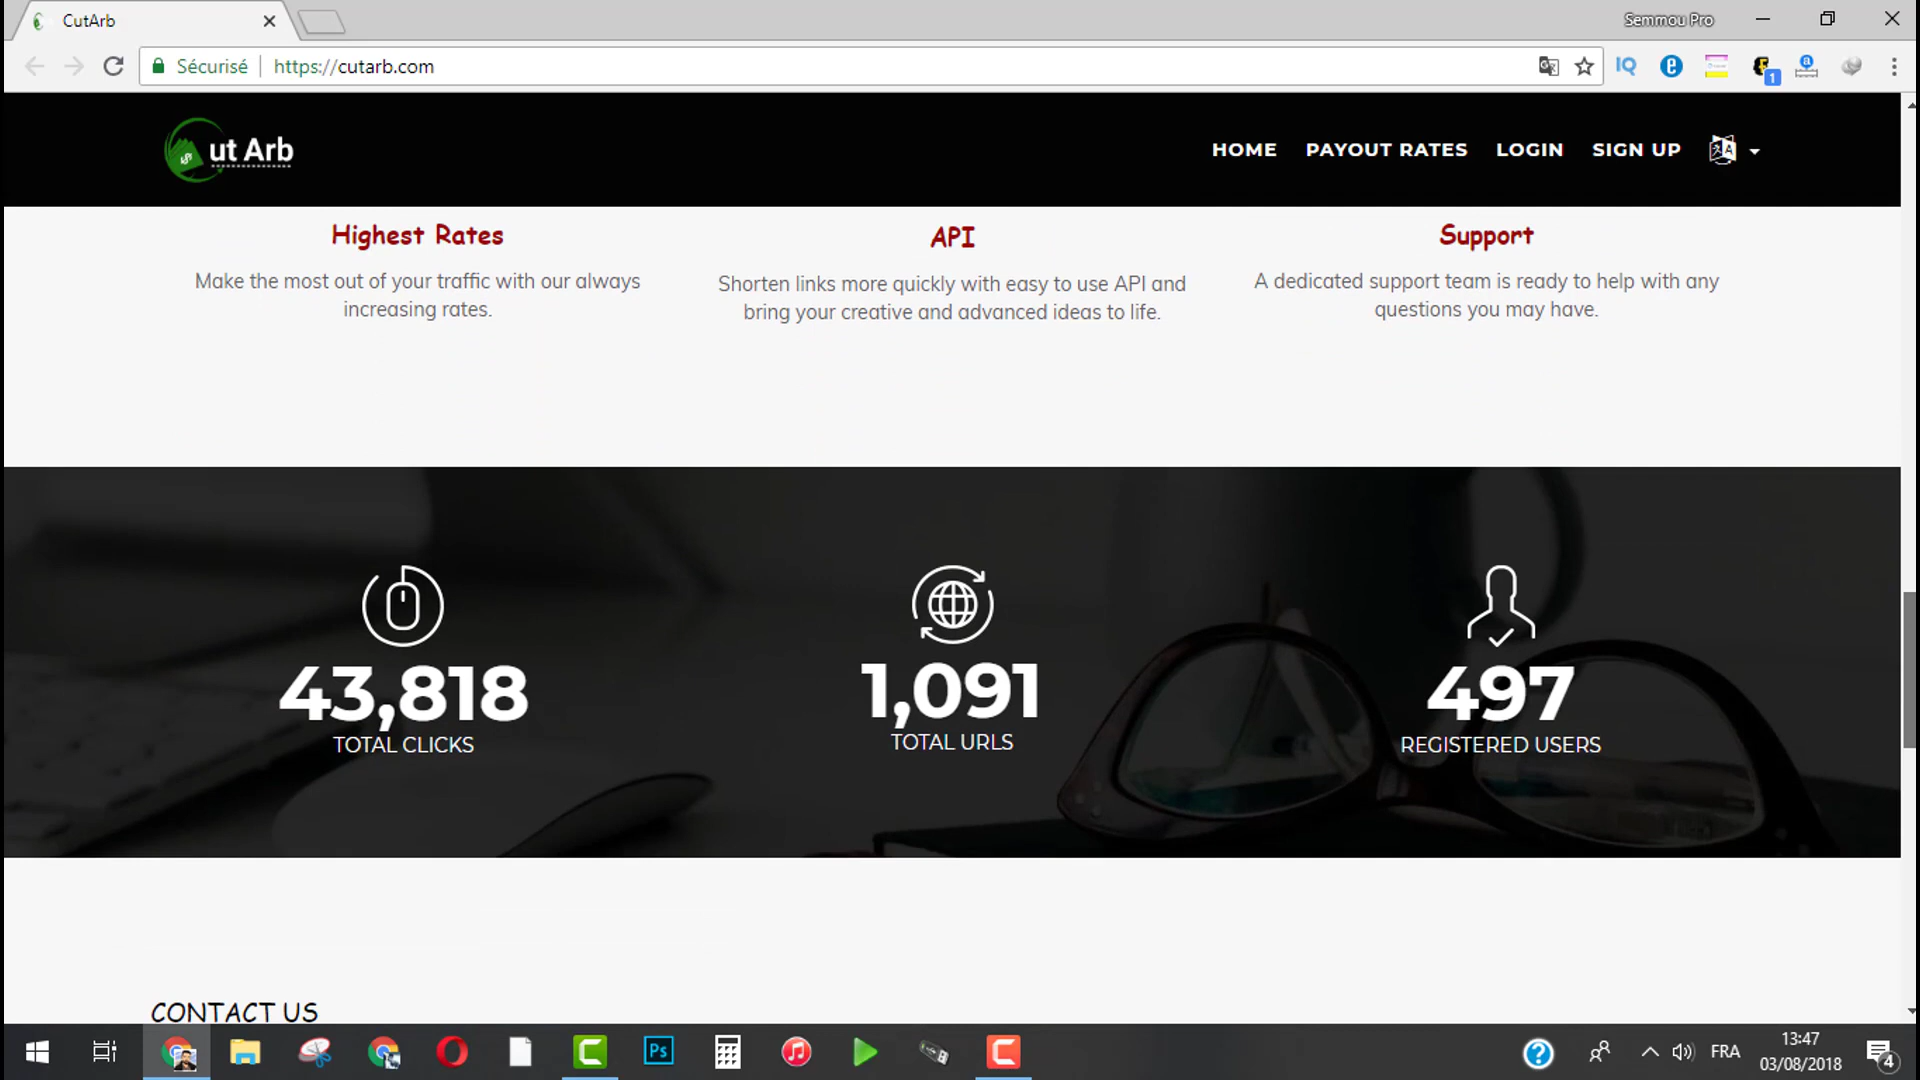 CutArb
Semmou Pro
Sécurisé
https://cutarb.com
IQ
1
ut Arb
HOME
PAYOUT RATES
LOGIN
SIGN UP
Highest Rates
API
Support
Make the most out of your traffic with our always
increasing rates.
Shorten links more quickly with easy to use API and
bring your creative and advanced ideas to life.
A dedicated support team is ready to help with any
questions you may have.
43,818
TOTAL CLICKS
1,091
TOTAL URLS
497
REGISTERED USERS
CONTACT US
Ps
FRA
13:47
03/08/2018
4